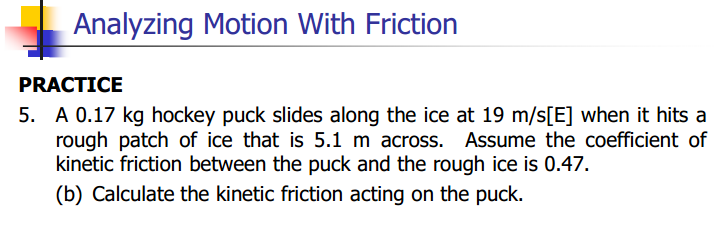 Analyzing Motion With Friction
PRACTICE
5. A 0.17 kg hockey puck slides along the ice at 19 m/s[E] when it hits a
rough patch of ice that is 5.1 m across. Assume the coefficient of
kinetic friction between the puck and the rough ice is 0.47.
(b) Calculate the kinetic friction acting on the puck.